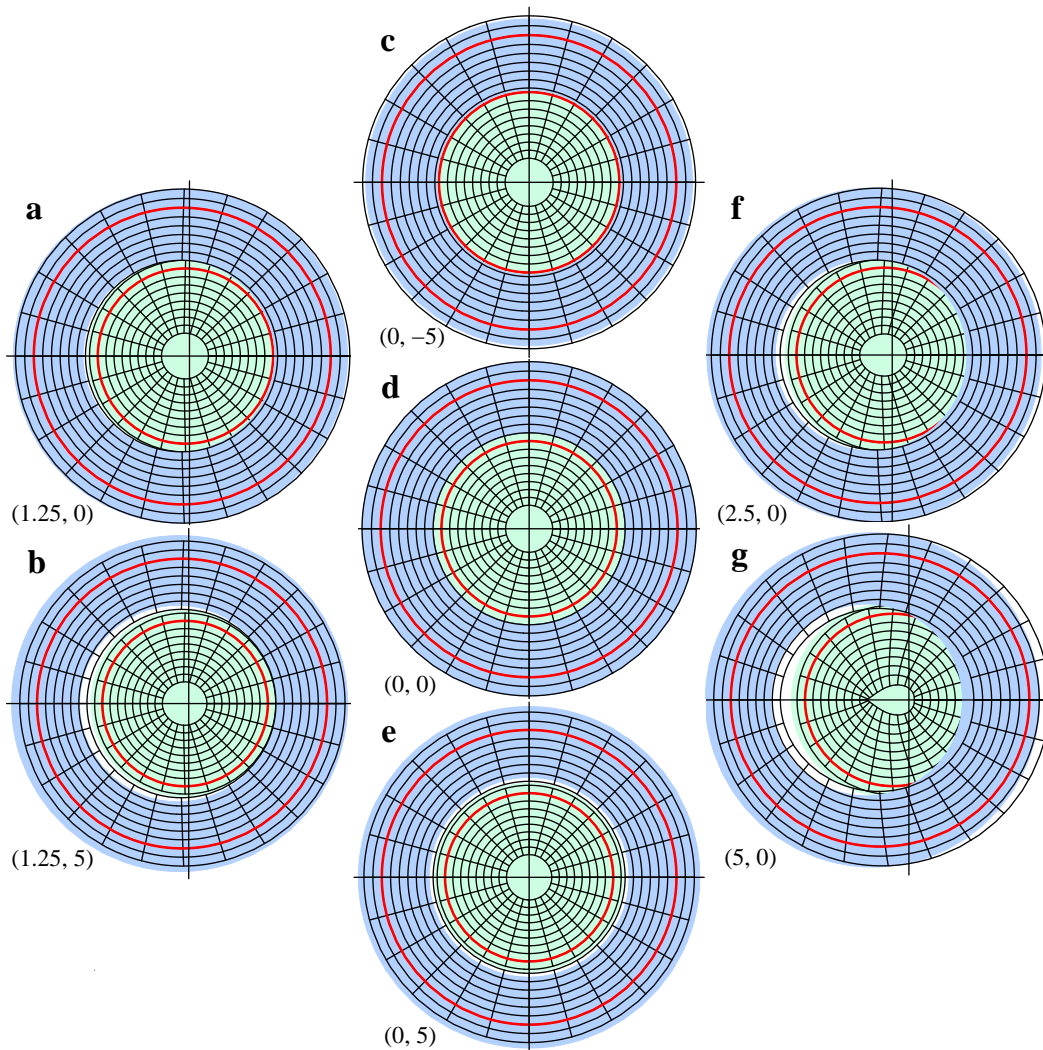 a
(1.25, 0)
b
(1.25, 5)
c
(0, −5)
d
(0, 0)
e
(0, 5)
f
(2.5, 0)
g
(5, 0)